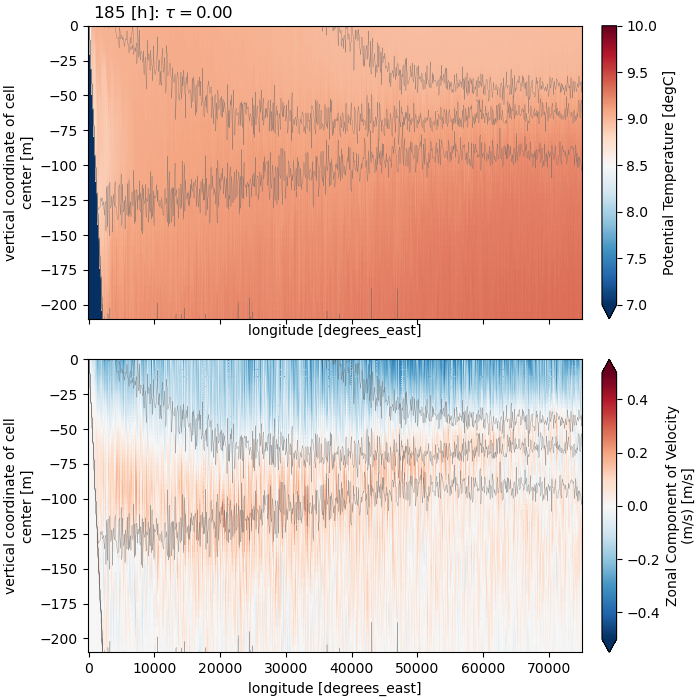 185 [h]: τ = 0.00
0
−25
−50
−75
−100
−125
−150
−175
−200
vertical coordinate of cell
center [m]
longitude [degrees_east]
10.0
9.5
9.0
8.5
8.0
7.5
7.0
Potential Temperature [degC]
0
−25
−50
−75
−100
−125
−150
−175
−200
vertical coordinate of cell
center [m]
0 10000 20000 30000 40000 50000 60000 70000
longitude [degrees_east]
0.4
0.2
0.0
−0.2
−0.4
Zonal Component of Velocity
(m/s) [m/s]